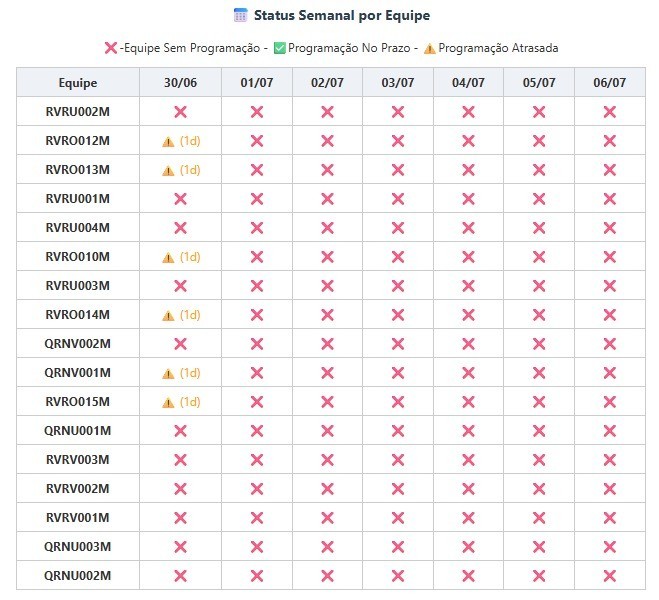 📅 Status Semanal por Equipe
❌ -Equipe Sem Programação - ✅ Programação No Prazo - ⚠️ Programação Atrasada
Equipe 30/06 01/07 02/07 03/07 04/07 05/07 06/07
RVRU002M ❌ ❌ ❌ ❌ ❌ ❌ ❌
RVRO012M ⚠️ (1d) ❌ ❌ ❌ ❌ ❌ ❌
RVRO013M ⚠️ (1d) ❌ ❌ ❌ ❌ ❌ ❌
RVRU001M ❌ ❌ ❌ ❌ ❌ ❌ ❌
RVRU004M ❌ ❌ ❌ ❌ ❌ ❌ ❌
RVRO010M ⚠️ (1d) ❌ ❌ ❌ ❌ ❌ ❌
RVRU003M ❌ ❌ ❌ ❌ ❌ ❌ ❌
RVRO014M ⚠️ (1d) ❌ ❌ ❌ ❌ ❌ ❌
QRNV002M ❌ ❌ ❌ ❌ ❌ ❌ ❌
QRNV001M ⚠️ (1d) ❌ ❌ ❌ ❌ ❌ ❌
RVRO015M ⚠️ (1d) ❌ ❌ ❌ ❌ ❌ ❌
QRNU001M ❌ ❌ ❌ ❌ ❌ ❌ ❌
RVRV003M ❌ ❌ ❌ ❌ ❌ ❌ ❌
RVRV002M ❌ ❌ ❌ ❌ ❌ ❌ ❌
RVRV001M ❌ ❌ ❌ ❌ ❌ ❌ ❌
QRNU003M ❌ ❌ ❌ ❌ ❌ ❌ ❌
QRNU002M ❌ ❌ ❌ ❌ ❌ ❌ ❌